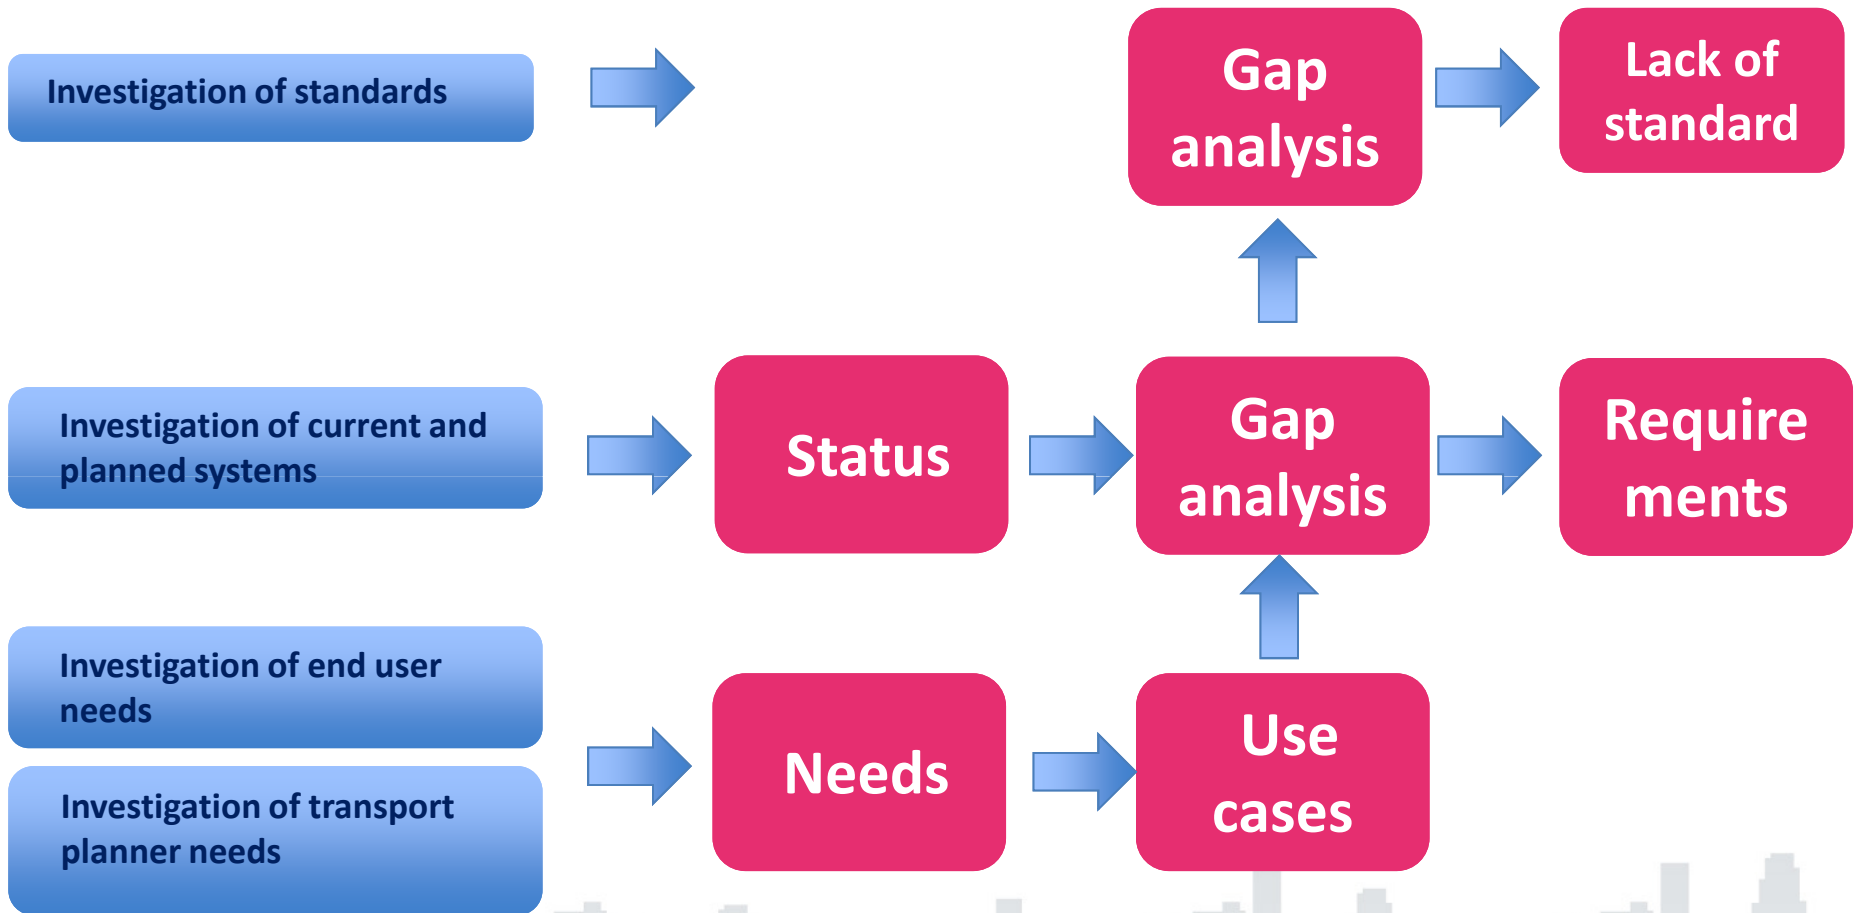 Investigation of standards
Gap
analysis
Lack of
standard
Investigation of current and
planned systems
Status
Gap
analysis
Require
ments
Investigation of end user
needs
Investigation of transport
planner needs
Needs
Use
cases